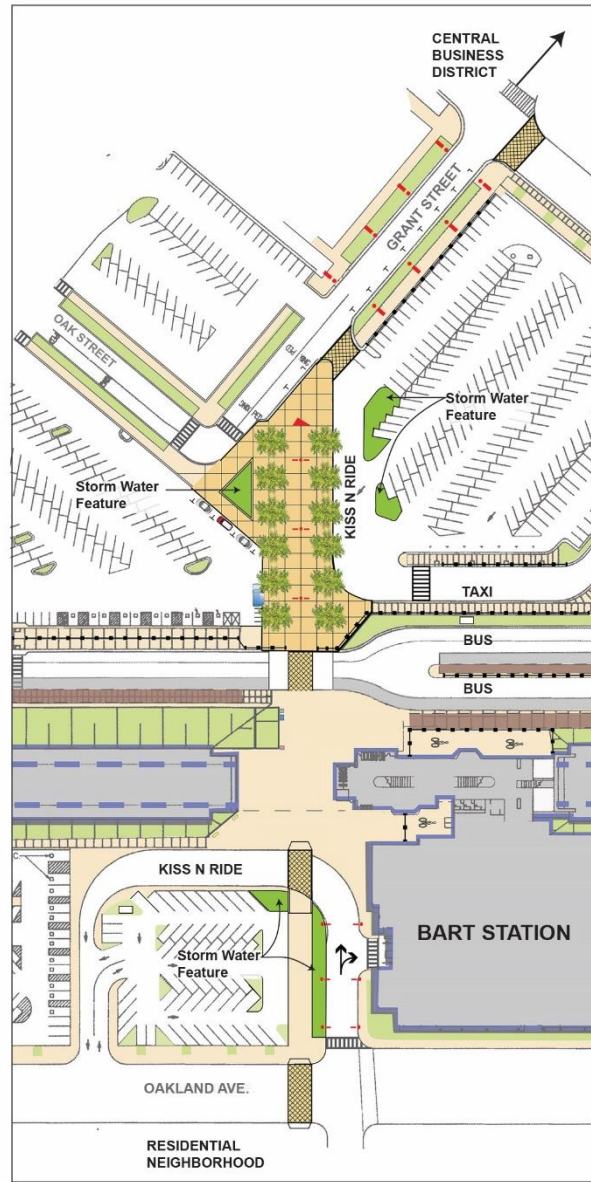 CENTRAL
BUSINESS
DISTRICT
GRANT STREET
OAK STREET
Storm Water
Feature
Storm Water
Feature
KISS N RIDE
TAXI
BUS
BUS
KISS N RIDE
BART STATION
Storm Water
Feature
OAKLAND AVE.
RESIDENTIAL
NEIGHBORHOOD